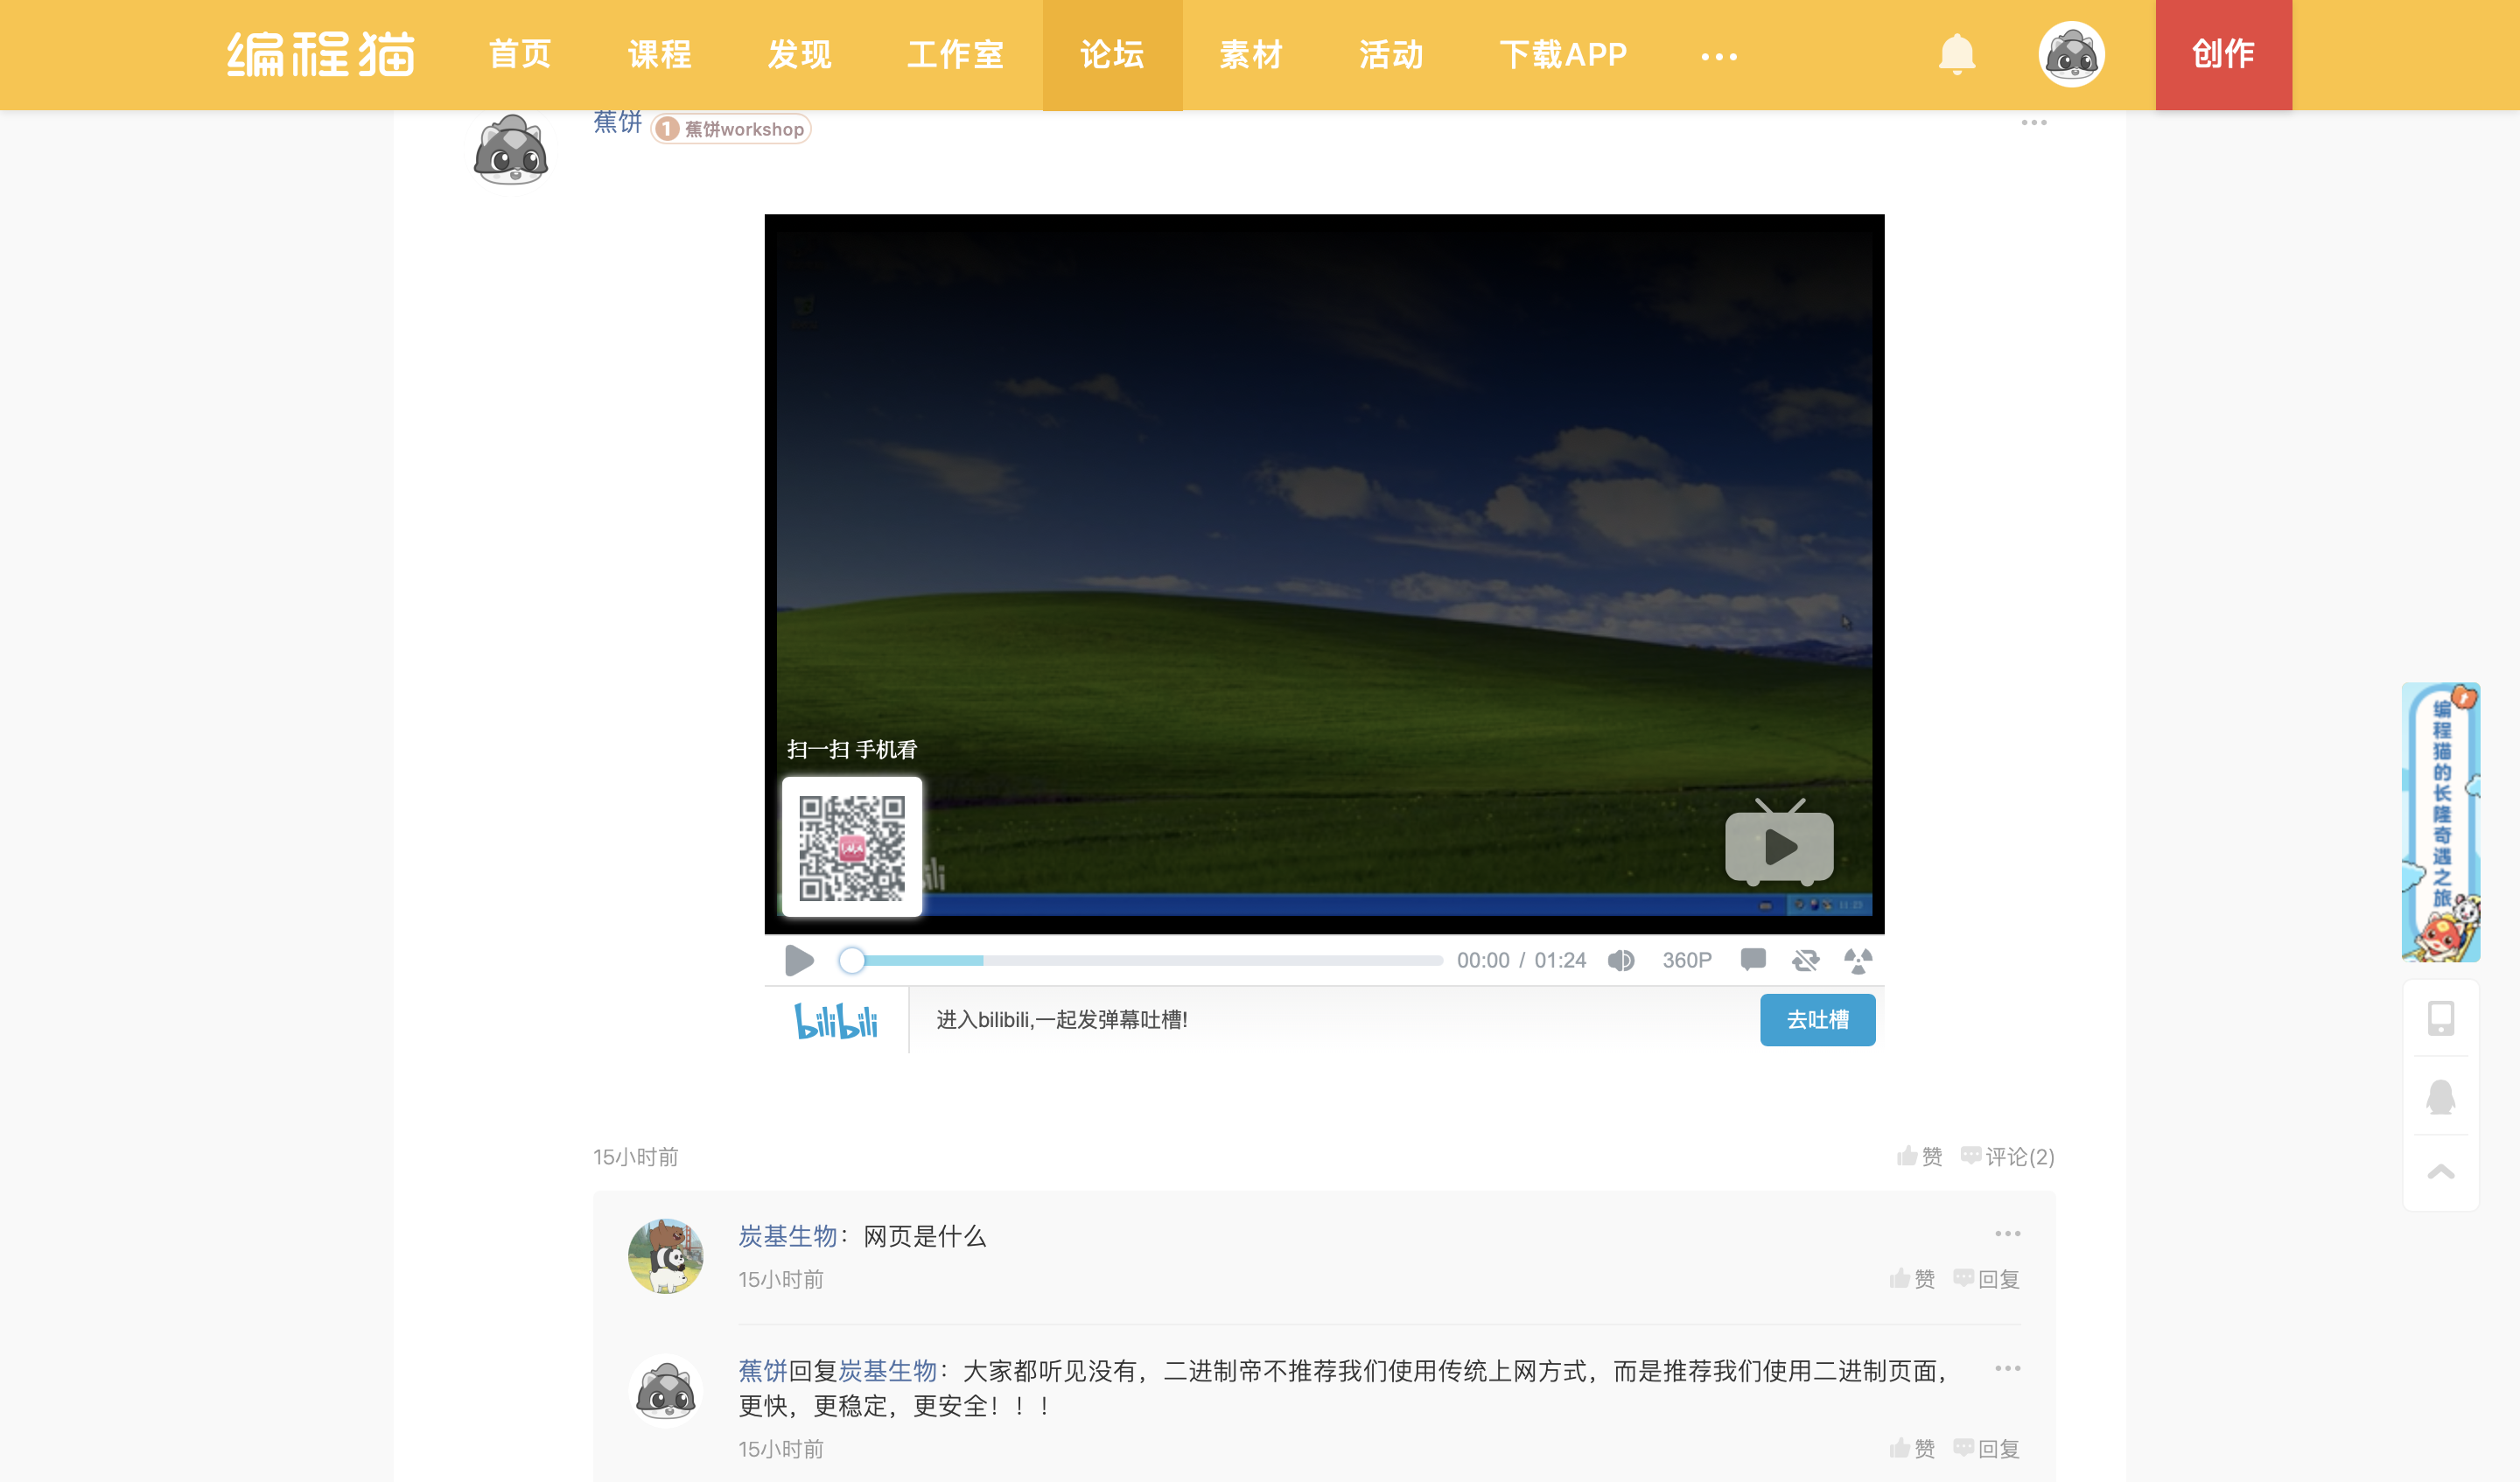 编程猫 首页 课程 发现 工作室 论坛 素材 活动 下载APP 创作
蕉饼 1 蕉饼workshop
扫一扫 手机看
11:23
00:00 / 01:24 360P
bilibili 进入bilibili,一起发弹幕吐槽! 去吐槽
编程猫的长隆奇遇之旅
15小时前 赞 评论(2)
炭基生物：网页是什么
15小时前 赞 回复
蕉饼回复炭基生物：大家都听见没有，二进制帝不推荐我们使用传统上网方式，而是推荐我们使用二进制页面，
更快，更稳定，更安全！！！
15小时前 赞 回复